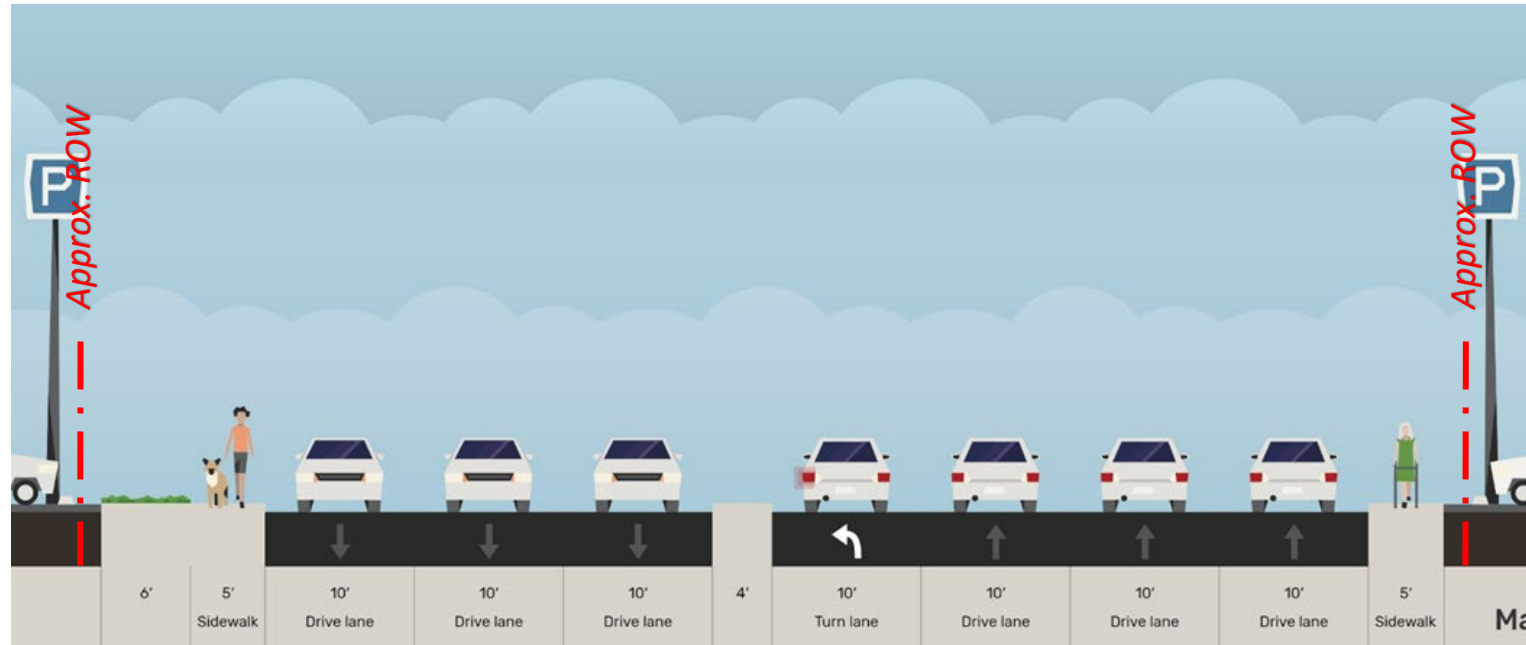 P
Approx. ROW
P
Approx. ROW
6'
5'
Sidewalk
10'
Drive lane
10'
Drive lane
10'
Drive lane
4'
10'
Turn lane
10'
Drive lane
10'
Drive lane
10'
Drive lane
5'
Sidewalk
Ma